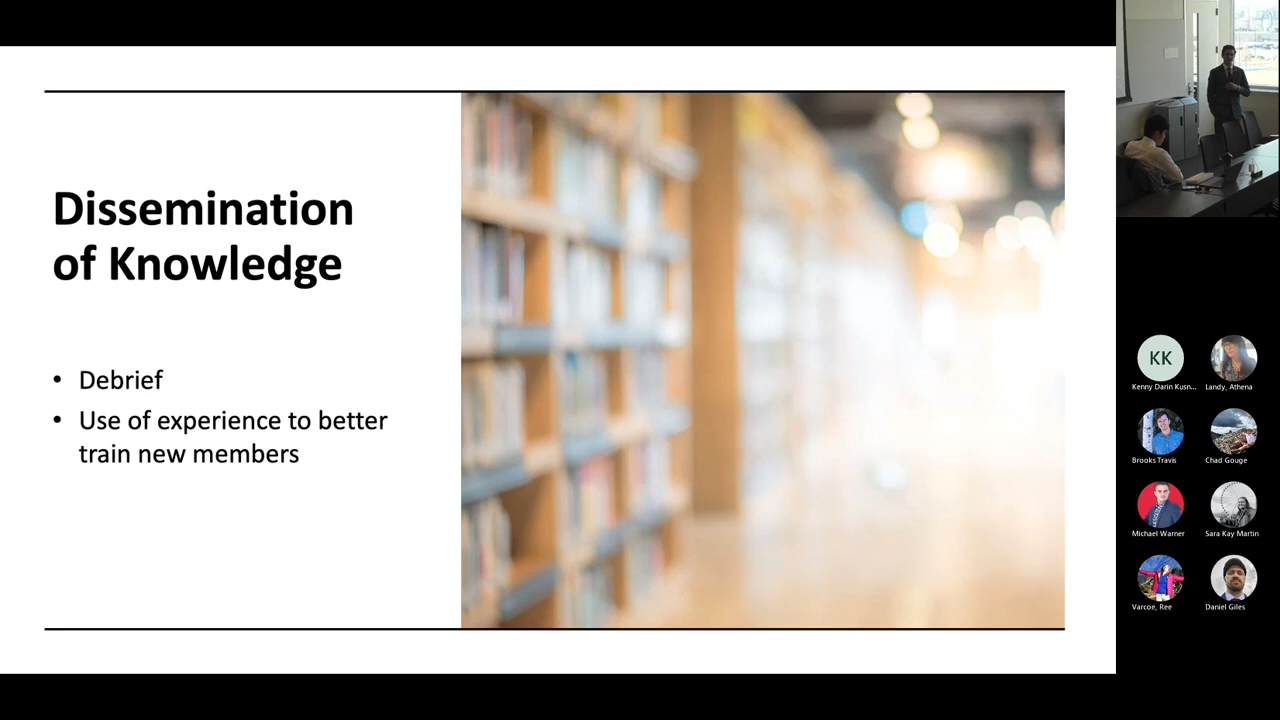 Dissemination
of Knowledge
• Debrief
• Use of experience to better
train new members
KK
Kenny Darin Kusn...
Landy, Athena
Brooks Travis
Chad Gouge
Michael Warner
Sara Kay Martin
Varcoe, Ree
Daniel Giles